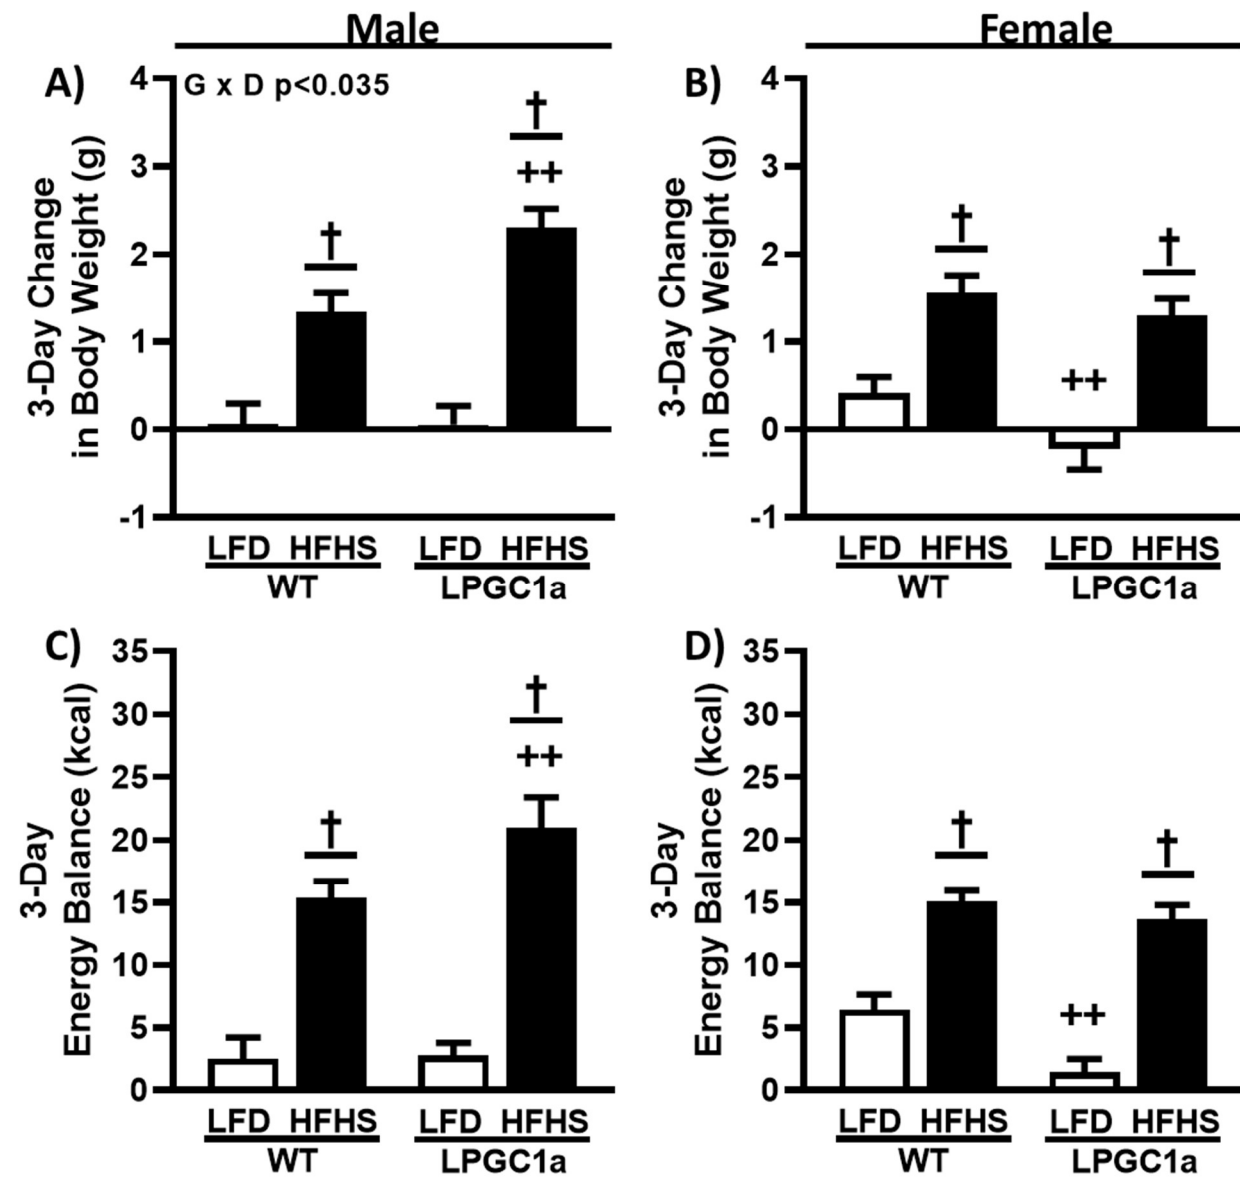 Male
Female
A)
G x D p<0.035
3-Day Change
in Body Weight (g)
4
3
2
1
0
-1
†
†
++
LFD HFHS LFD HFHS
WT LPGC1a
B)
3-Day Change
in Body Weight (g)
4
3
2
1
0
-1
†
++
†
LFD HFHS LFD HFHS
WT LPGC1a
C)
3-Day
Energy Balance (kcal)
35
30
25
20
15
10
5
0
†
†
++
LFD HFHS LFD HFHS
WT LPGC1a
D)
3-Day
Energy Balance (kcal)
35
30
25
20
15
10
5
0
†
++
†
LFD HFHS LFD HFHS
WT LPGC1a